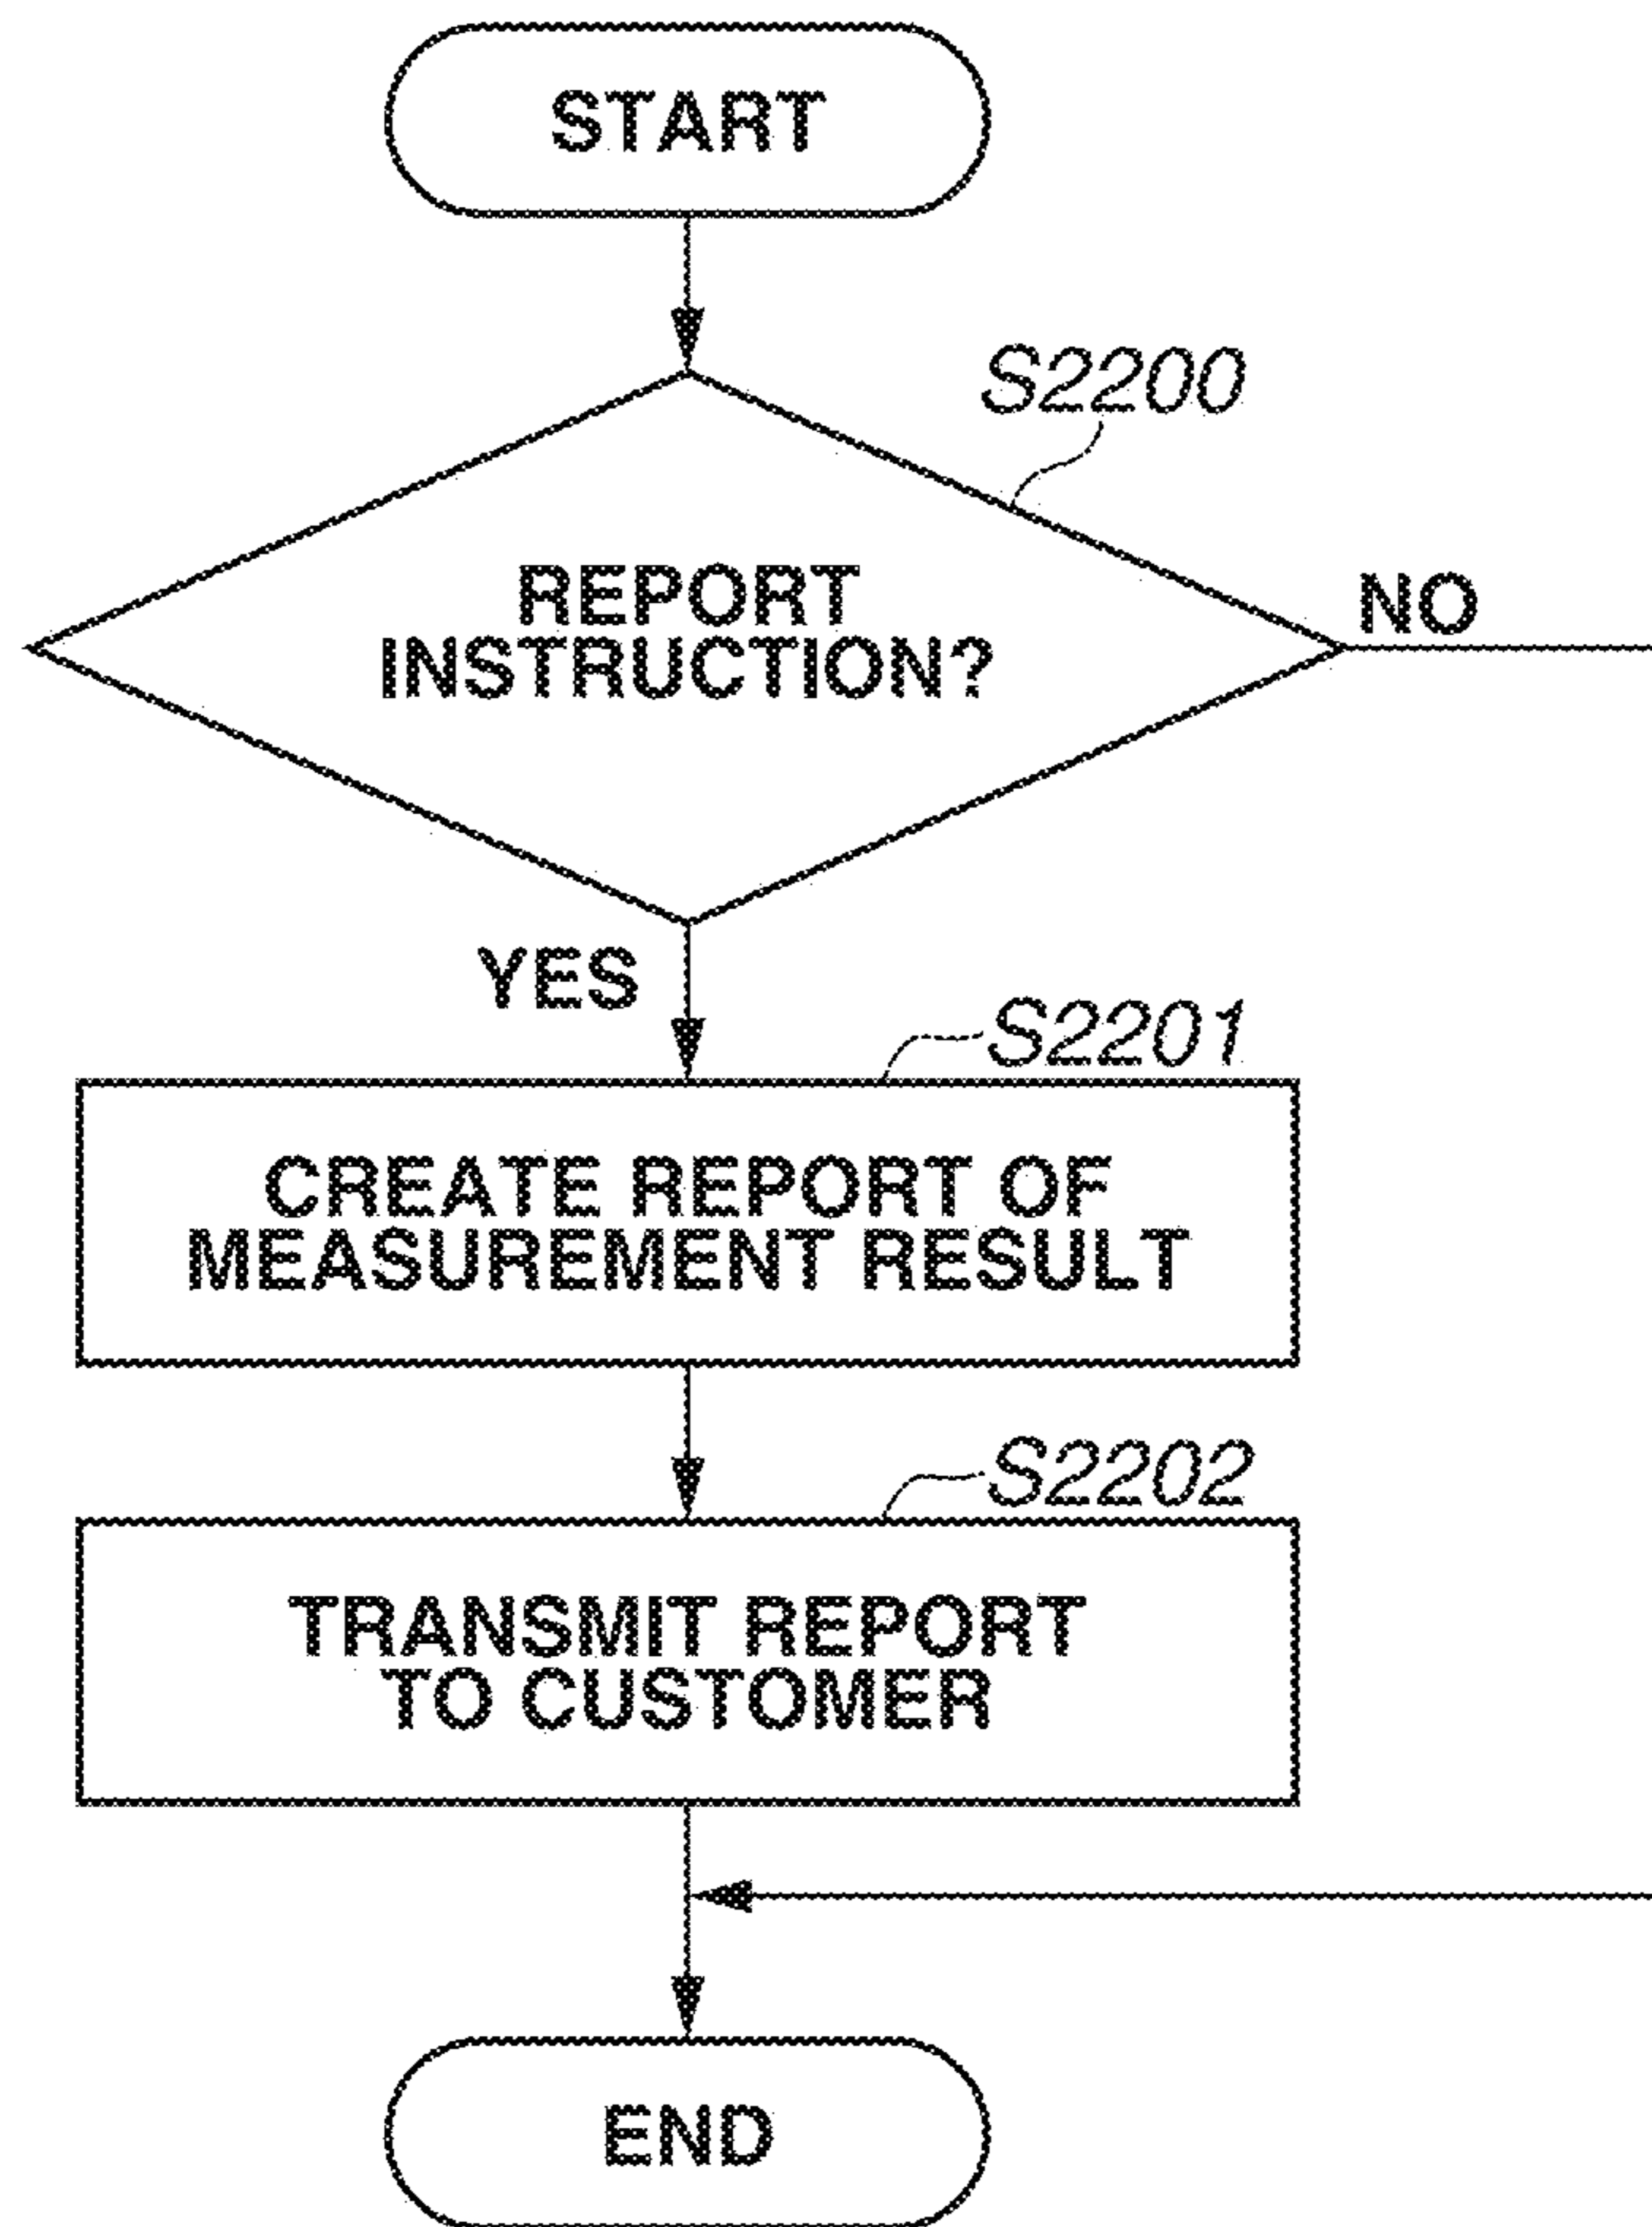 START
S2200
REPORT
INSTRUCTION?
NO
YES
S2201
CREATE REPORT OF
MEASUREMENT RESULT
S2202
TRANSMIT REPORT
TO CUSTOMER
END